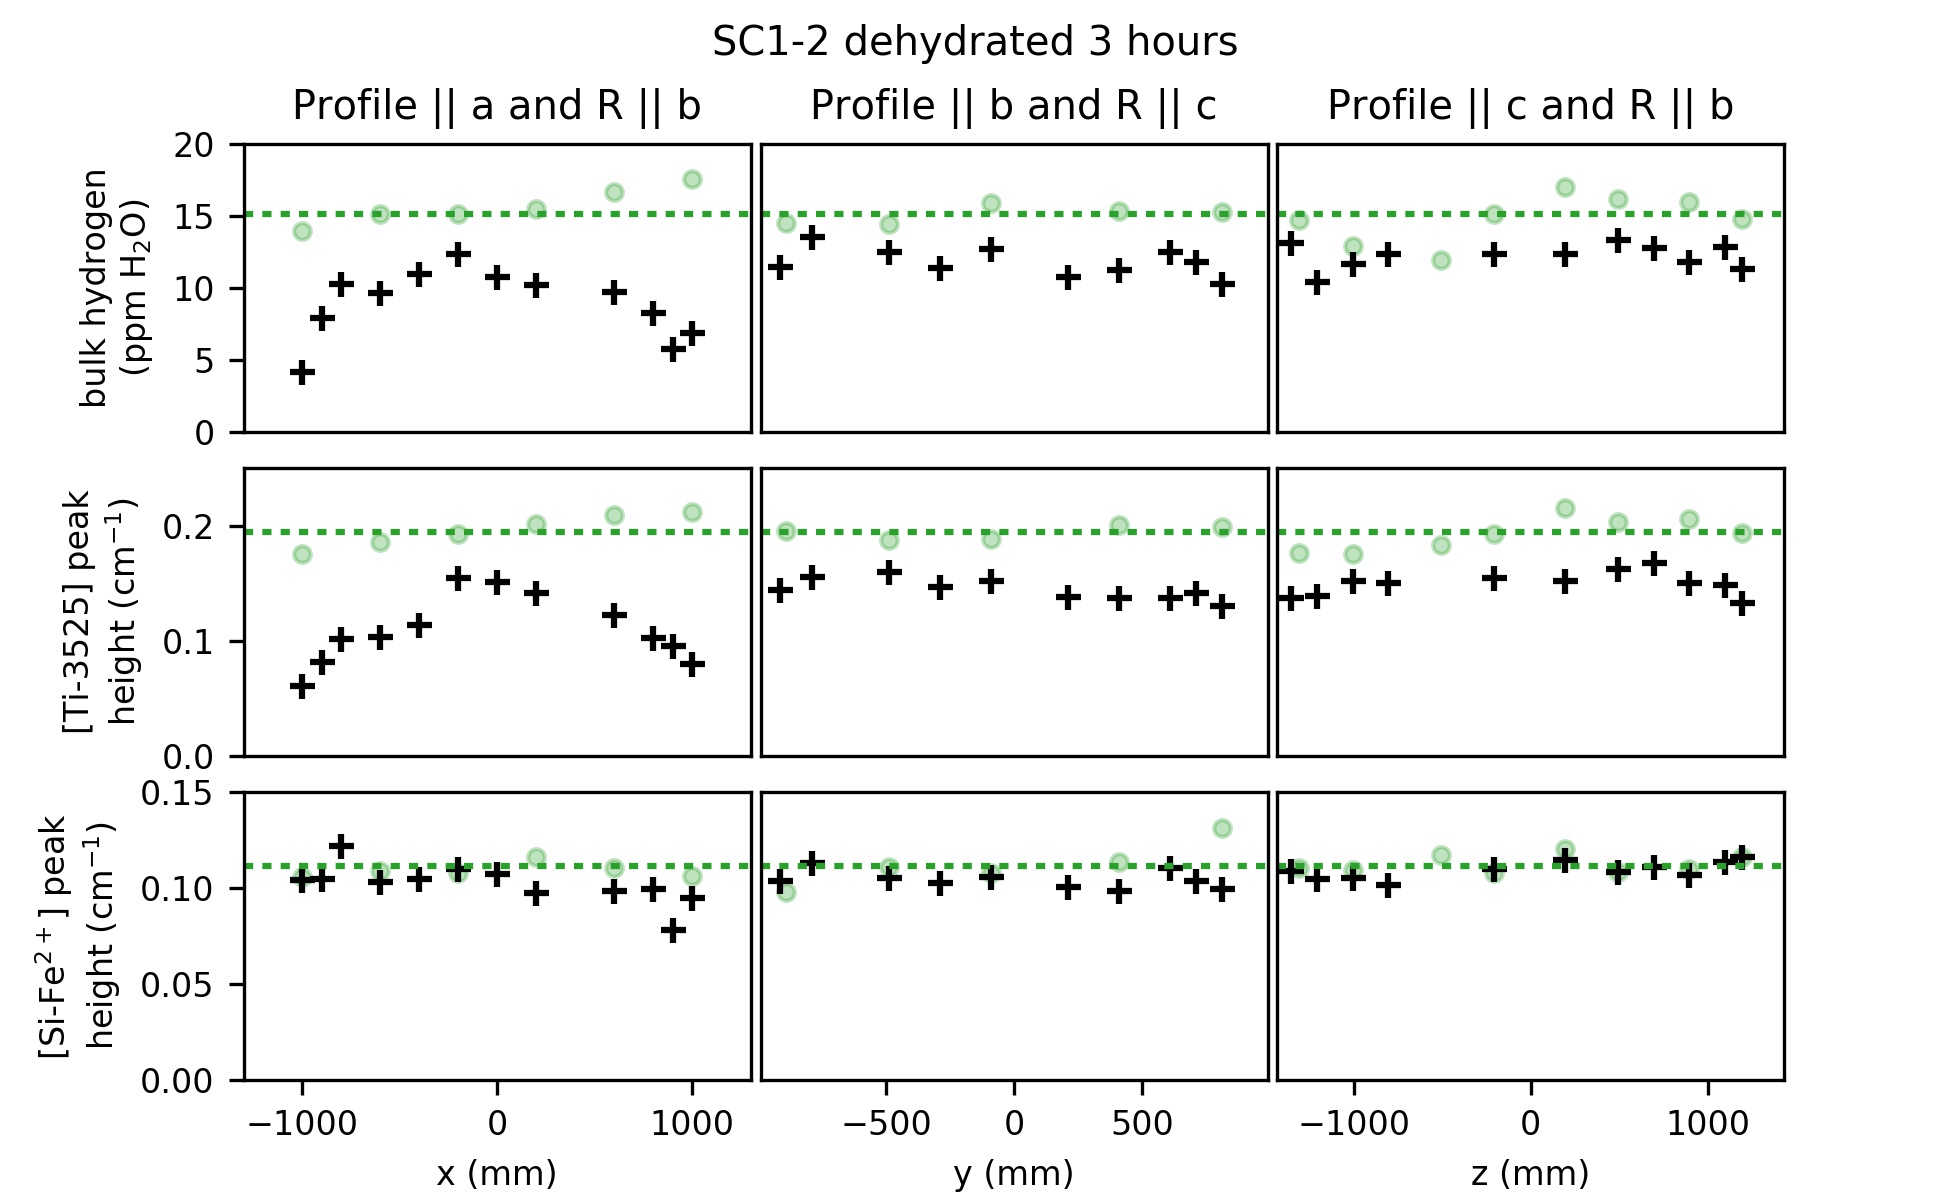 SC1-2 dehydrated 3 hours
Profile || a and R || b
Profile || b and R || c
Profile || c and R || b
bulk hydrogen
(ppm H₂O)
20
15
10
5
0
[Ti-3525] peak
height (cm⁻¹)
0.2
0.1
0.0
[Si-Fe²⁺] peak
height (cm⁻¹)
0.15
0.10
0.05
0.00
−1000 0 1000
−500 0 500
−1000 0 1000
x (mm)
y (mm)
z (mm)